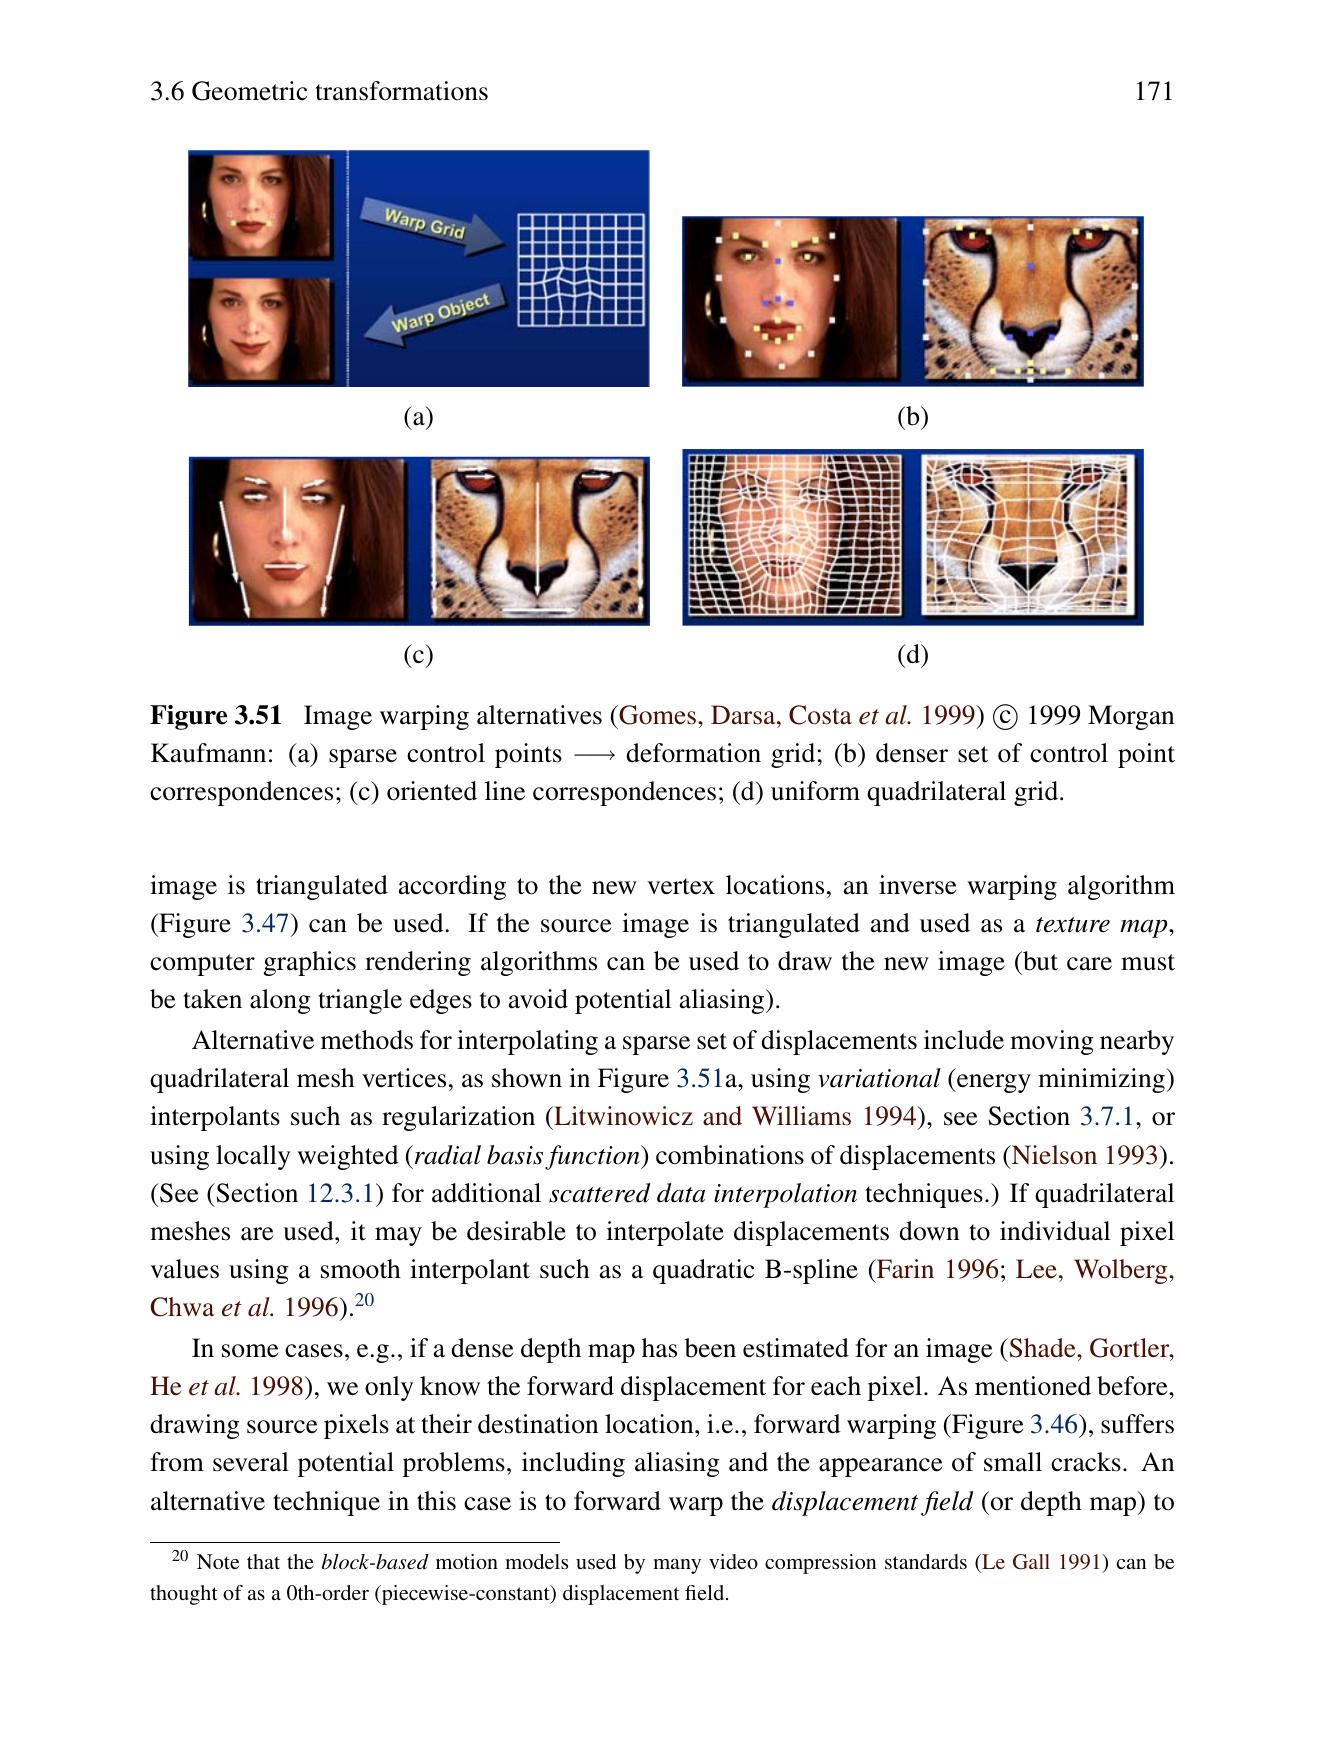 3.6 Geometric transformations 171
Warp Grid
Warp Object
(a) (b)
(c) (d)
Figure 3.51 Image warping alternatives (Gomes, Darsa, Costa et al. 1999) © 1999 Morgan
Kaufmann: (a) sparse control points ⟶ deformation grid; (b) denser set of control point
correspondences; (c) oriented line correspondences; (d) uniform quadrilateral grid.
image is triangulated according to the new vertex locations, an inverse warping algorithm
(Figure 3.47) can be used. If the source image is triangulated and used as a texture map,
computer graphics rendering algorithms can be used to draw the new image (but care must
be taken along triangle edges to avoid potential aliasing).
Alternative methods for interpolating a sparse set of displacements include moving nearby
quadrilateral mesh vertices, as shown in Figure 3.51a, using variational (energy minimizing)
interpolants such as regularization (Litwinowicz and Williams 1994), see Section 3.7.1, or
using locally weighted (radial basis function) combinations of displacements (Nielson 1993).
(See (Section 12.3.1) for additional scattered data interpolation techniques.) If quadrilateral
meshes are used, it may be desirable to interpolate displacements down to individual pixel
values using a smooth interpolant such as a quadratic B-spline (Farin 1996; Lee, Wolberg,
Chwa et al. 1996).20
In some cases, e.g., if a dense depth map has been estimated for an image (Shade, Gortler,
He et al. 1998), we only know the forward displacement for each pixel. As mentioned before,
drawing source pixels at their destination location, i.e., forward warping (Figure 3.46), suffers
from several potential problems, including aliasing and the appearance of small cracks. An
alternative technique in this case is to forward warp the displacement field (or depth map) to
20 Note that the block-based motion models used by many video compression standards (Le Gall 1991) can be
thought of as a 0th-order (piecewise-constant) displacement field.